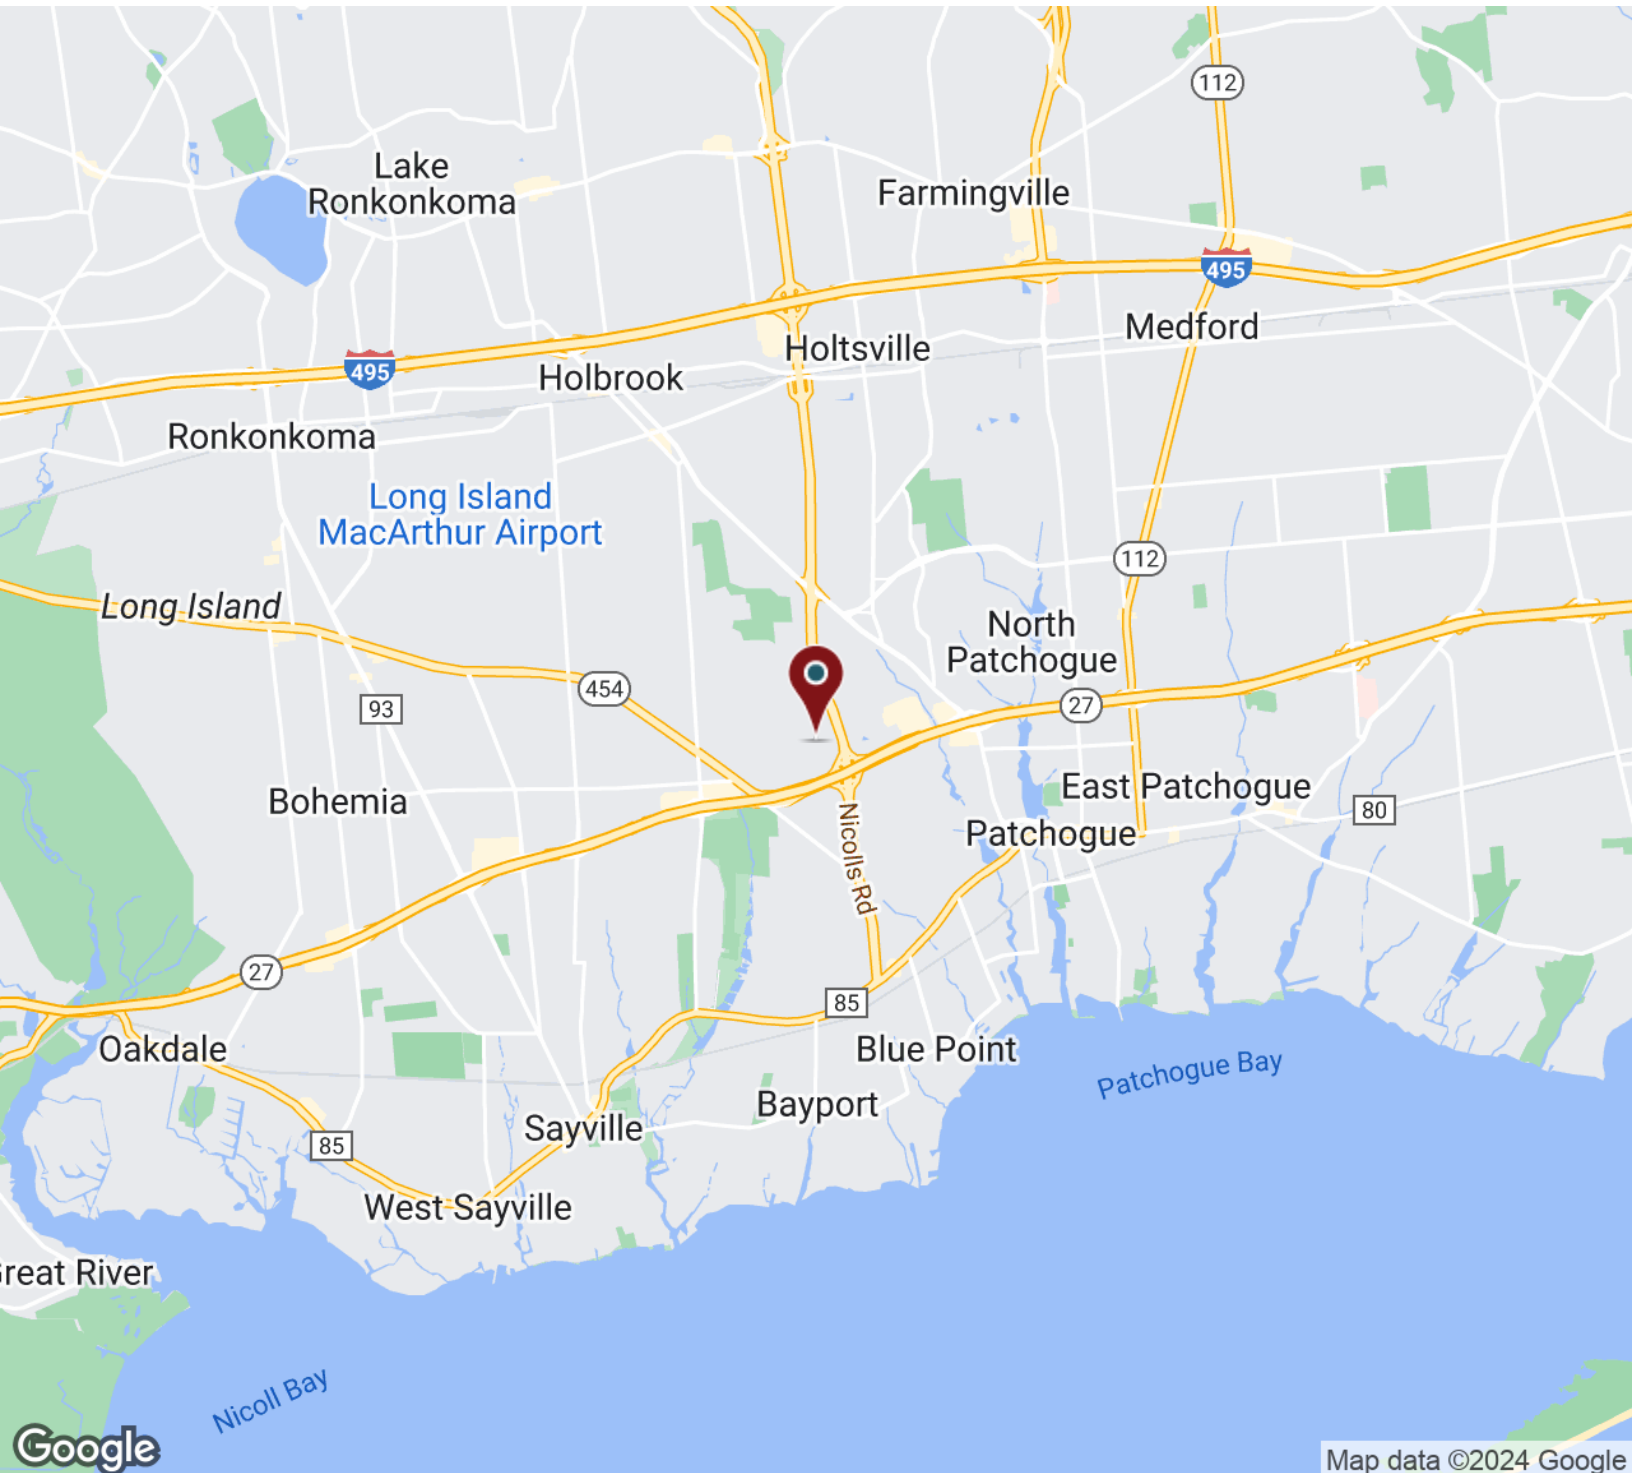 112
Lake
Ronkonkoma
Farmingville
495
Medford
Holtsville
495
Holbrook
Ronkonkoma
Long Island
MacArthur Airport
112
Long Island
North
Patchogue
454
93
27
East Patchogue
Bohemia
80
Patchogue
Nicolls Rd
27
85
Oakdale
Blue Point
Patchogue Bay
Bayport
Sayville
85
West Sayville
reat River
Nicoll Bay
Google
Map data ©2024 Google